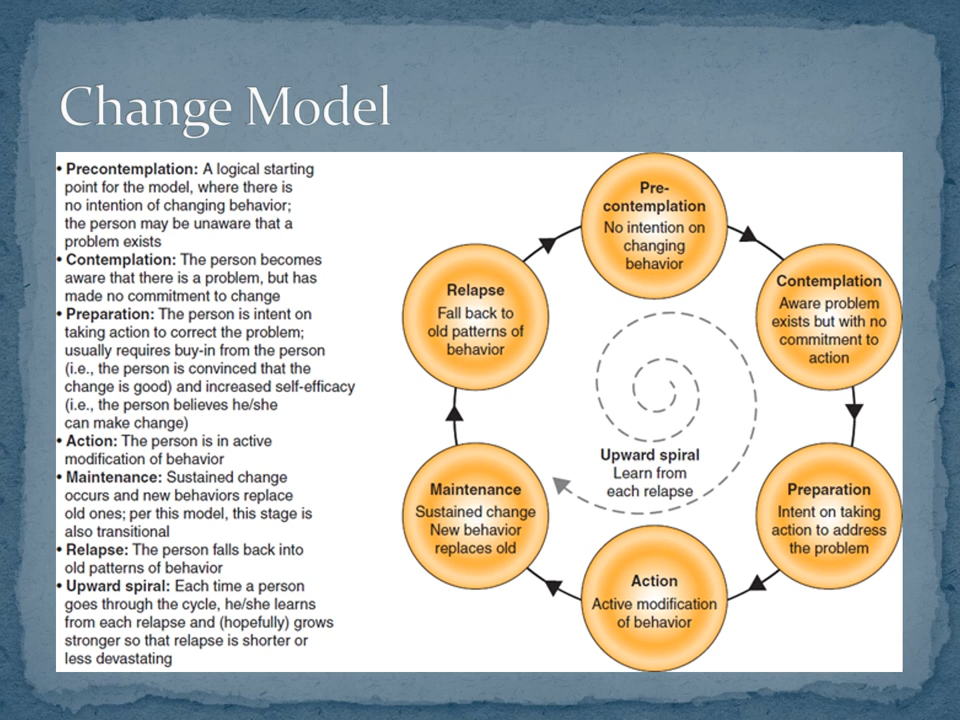 Change Model
• Precontemplation: A logical starting
point for the model, where there is
no intention of changing behavior;
the person may be unaware that a
problem exists
• Contemplation: The person becomes
aware that there is a problem, but has
made no commitment to change
• Preparation: The person is intent on
taking action to correct the problem;
usually requires buy-in from the person
(i.e., the person is convinced that the
change is good) and increased self-efficacy
(i.e., the person believes he/she
can make change)
• Action: The person is in active
modification of behavior
• Maintenance: Sustained change
occurs and new behaviors replace
old ones; per this model, this stage is
also transitional
• Relapse: The person falls back into
old patterns of behavior
• Upward spiral: Each time a person
goes through the cycle, he/she learns
from each relapse and (hopefully) grows
stronger so that relapse is shorter or
less devastating
Pre-
contemplation
No intention on
changing
behavior
Contemplation
Aware problem
exists but with no
commitment to
action
Preparation
Intent on taking
action to address
the problem
Action
Active modification
of behavior
Maintenance
Sustained change
New behavior
replaces old
Relapse
Fall back to
old patterns of
behavior
Upward spiral
Learn from
each relapse